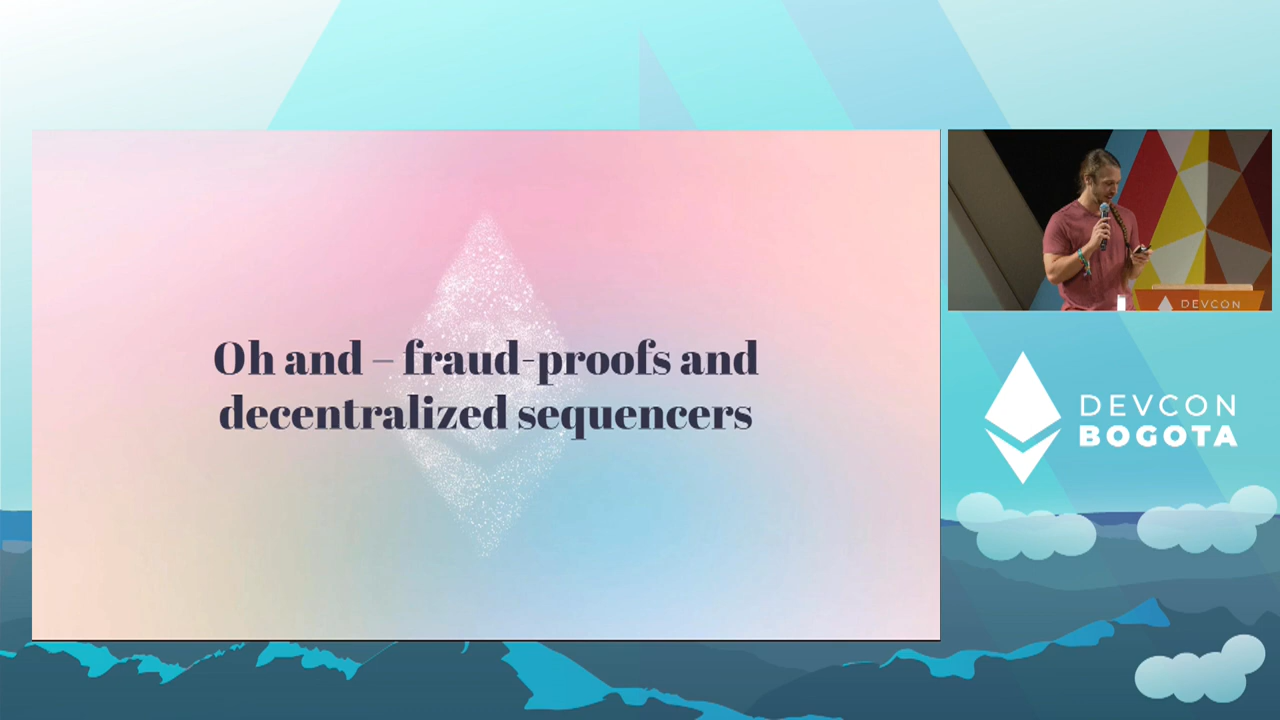 Oh and – fraud-proofs and
decentralized sequencers
DEVCON
DEVCON
BOGOTA